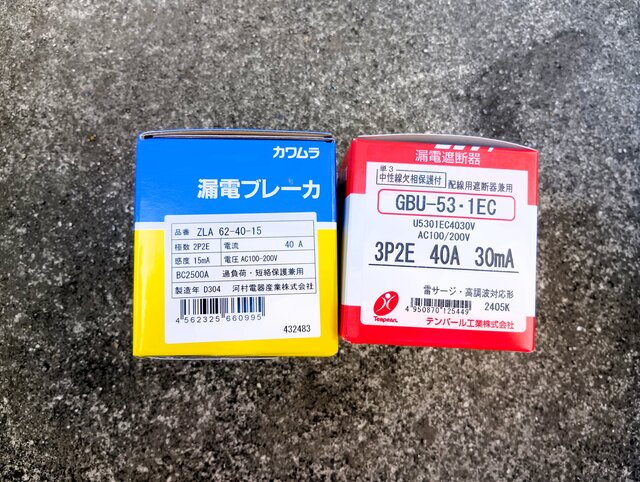 カワムラ
漏電ブレーカ
品番 ZLA 62-40-15
極数 2P2E 電流 40 A
感度 15mA 電圧 AC100-200V
BC2500A 過負荷・短絡保護兼用
製造年 D304 河村電器産業株式会社
4 562325 660995
432483
漏電遮断器
単3
中性線欠相保護付 配線用遮断器兼用
GBU-53・1EC
U5301EC4030V
AC100/200V
3P2E 40A 30mA
雷サージ・高調波対応形
4 950870 125449 2405K
Tempearl
テンパール工業株式会社